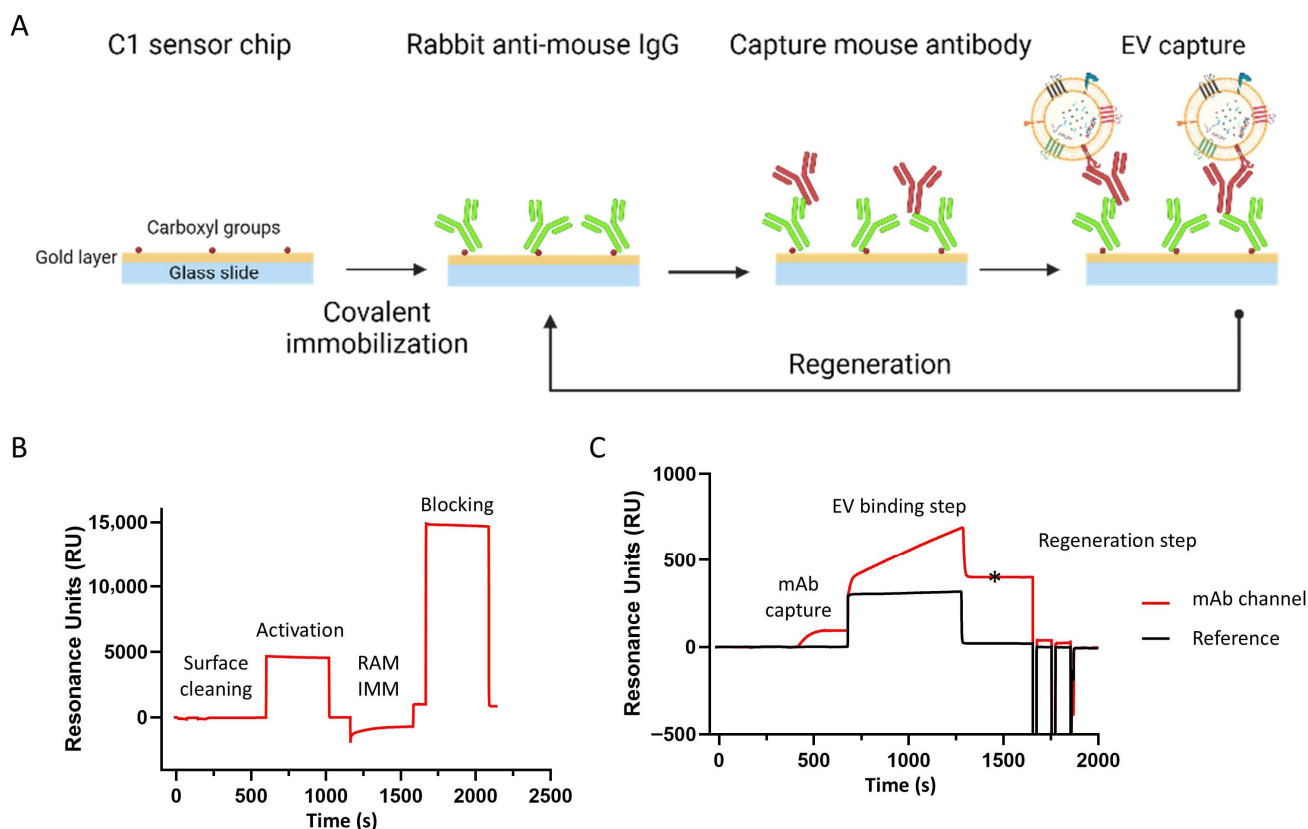 A
C1 sensor chip
Rabbit anti-mouse IgG
Capture mouse antibody
EV capture
Carboxyl groups
Gold layer
Glass slide
Covalent
immobilization
Regeneration
B
Resonance Units (RU)
15,000
10,000
5000
0
Surface
cleaning
Activation
RAM
IMM
Blocking
0
500
1000
1500
2000
2500
Time (s)
C
Resonance Units (RU)
1000
500
0
−500
mAb
capture
EV binding step
*
Regeneration step
mAb channel
Reference
0
500
1000
1500
2000
Time (s)